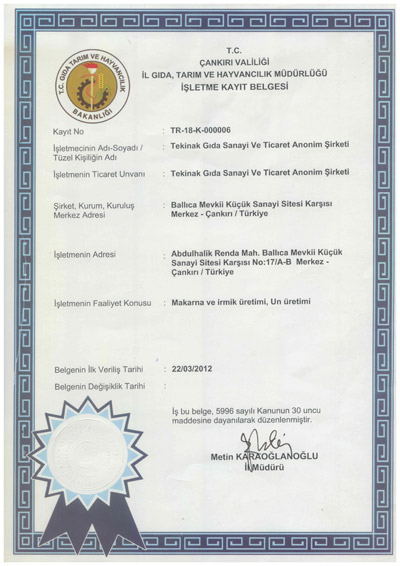 T.C.
ÇANKIRI VALİLİĞİ
İL GIDA, TARIM VE HAYVANCILIK MÜDÜRLÜĞÜ
İŞLETME KAYIT BELGESİ
T.C. GIDA TARIM VE HAYVANCILIK
BAKANLIĞI
Kayıt No : TR-18-K-000006
İşletmecinin Adı-Soyadı / : Tekinak Gıda Sanayi Ve Ticaret Anonim Şirketi
Tüzel Kişiliğin Adı
İşletmenin Ticaret Unvanı : Tekinak Gıda Sanayi Ve Ticaret Anonim Şirketi
Şirket, Kurum, Kuruluş : Ballıca Mevkii Küçük Sanayi Sitesi Karşısı
Merkez Adresi Merkez - Çankırı / Türkiye
İşletmenin Adresi : Abdulhalik Renda Mah. Ballıca Mevkii Küçük
Sanayi Sitesi Karşısı No:17/A-B Merkez -
Çankırı / Türkiye
İşletmenin Faaliyet Konusu : Makarna ve irmik üretimi, Un üretimi
Belgenin İlk Veriliş Tarihi : 22/03/2012
Belgenin Değişiklik Tarihi :
İş bu belge, 5996 sayılı Kanunun 30 uncu
maddesine dayanılarak düzenlenmiştir.
Metin KARAOĞLANOĞLU
İl Müdürü